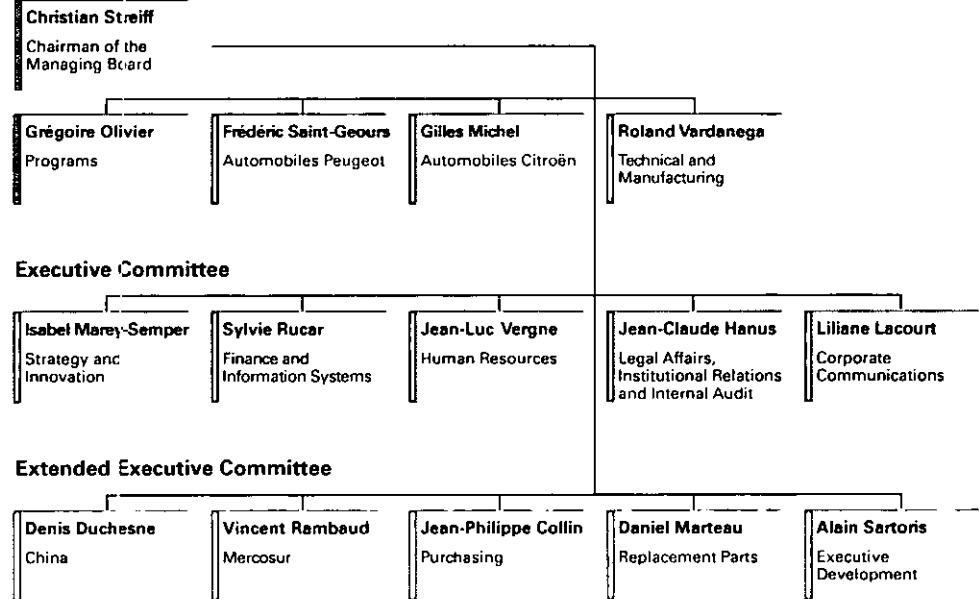 Christian Streiff
Chairman of the
Managing Board
Grégoire Olivier
Programs
Frédéric Saint-Geours
Automobiles Peugeot
Gilles Michel
Automobiles Citroën
Roland Vardanega
Technical and
Manufacturing
Executive Committee
Isabel Marey-Semper
Strategy and
Innovation
Sylvie Rucar
Finance and
Information Systems
Jean-Luc Vergne
Human Resources
Jean-Claude Hanus
Legal Affairs,
Institutional Relations
and Internal Audit
Liliane Lacourt
Corporate
Communications
Extended Executive Committee
Denis Duchesne
China
Vincent Rambaud
Mercosur
Jean-Philippe Collin
Purchasing
Daniel Marteau
Replacement Parts
Alain Sartoris
Executive
Development